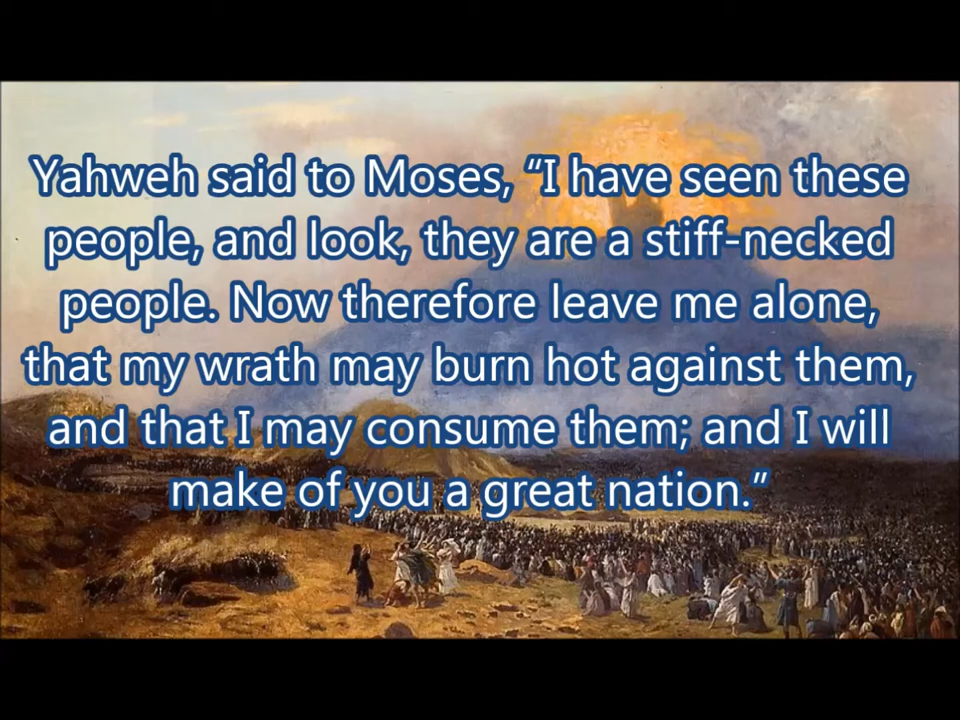 Yahweh said to Moses, “I have seen these
people, and look, they are a stiff-necked
people. Now therefore leave me alone,
that my wrath may burn hot against them,
and that I may consume them; and I will
make of you a great nation.”